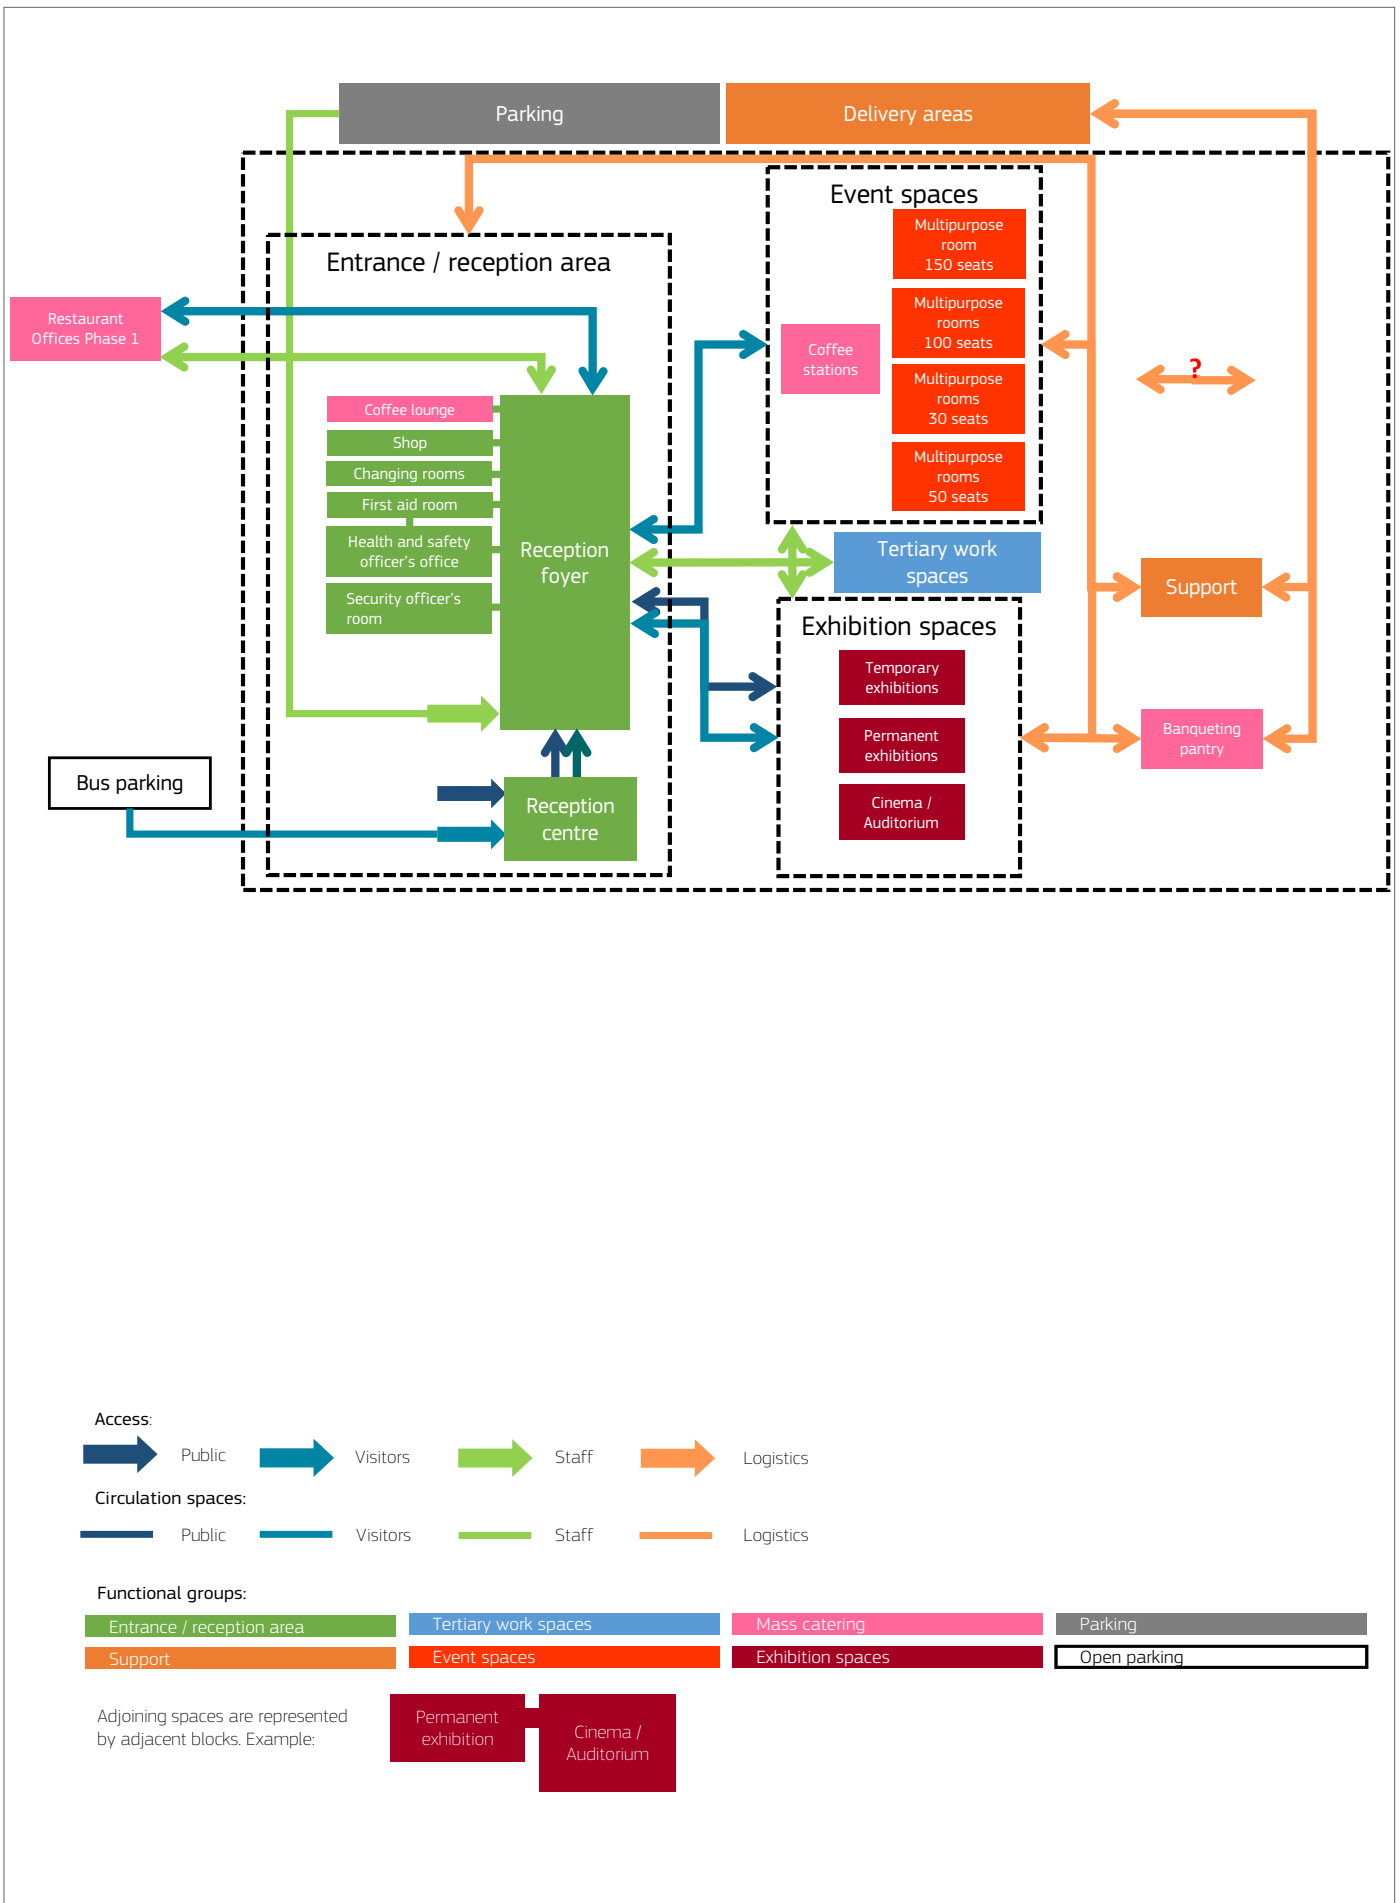 Parking
Delivery areas
Event spaces
Multipurpose
room
150 seats
Entrance / reception area
Restaurant
Offices Phase 1
Multipurpose
rooms
100 seats
Coffee
stations
?
Multipurpose
rooms
30 seats
Coffee lounge
Shop
Changing rooms
First aid room
Multipurpose
rooms
50 seats
Health and safety
officer's office
Reception
foyer
Tertiary work
spaces
Security officer's
room
Support
Exhibition spaces
Temporary
exhibitions
Permanent
exhibitions
Banqueting
pantry
Bus parking
Reception
centre
Cinema /
Auditorium
Access:
Public
Visitors
Staff
Logistics
Circulation spaces:
Public
Visitors
Staff
Logistics
Functional groups:
Entrance / reception area
Tertiary work spaces
Mass catering
Parking
Support
Event spaces
Exhibition spaces
Open parking
Adjoining spaces are represented
by adjacent blocks. Example:
Permanent
exhibition
Cinema /
Auditorium